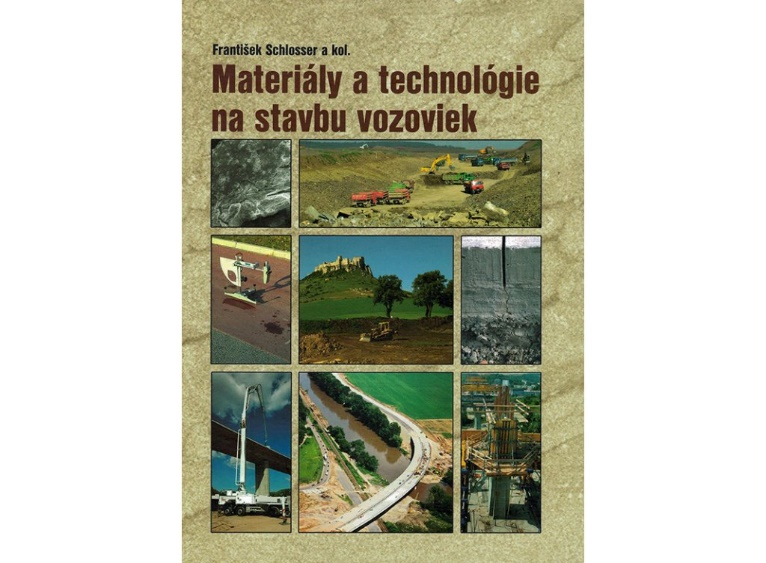 František Schlosser a kol.
Materiály a technológie
na stavbu vozoviek